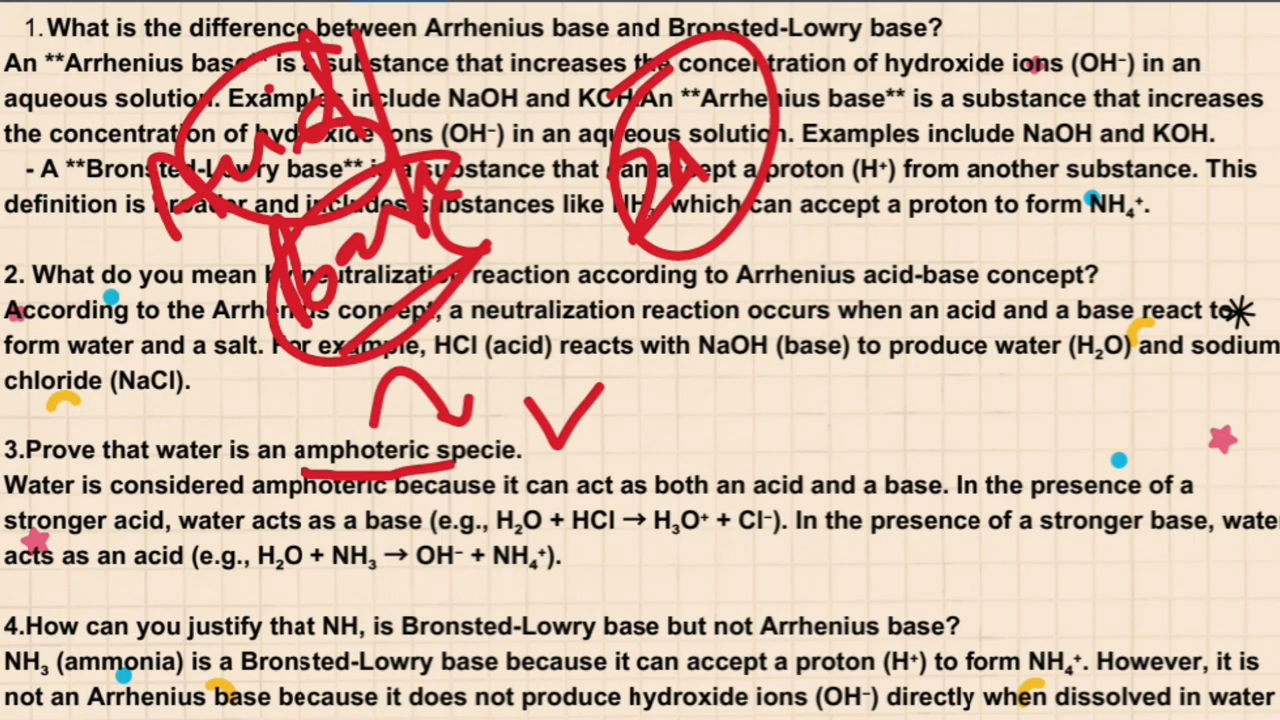 1.What is the difference between Arrhenius base and Bronsted-Lowry base?
An **Arrhenius base** is a substance that increases the concentration of hydroxide ions (OH⁻) in an
aqueous solution. Examples include NaOH and KOH.An **Arrhenius base** is a substance that increases
the concentration of hydroxide ions (OH⁻) in an aqueous solution. Examples include NaOH and KOH.
- A **Bronsted-Lowry base** is a substance that can accept a proton (H⁺) from another substance. This
definition is broader and includes substances like NH₃, which can accept a proton to form NH₄⁺.
2. What do you mean by neutralization reaction according to Arrhenius acid-base concept?
According to the Arrhenius concept, a neutralization reaction occurs when an acid and a base react to
form water and a salt. For example, HCl (acid) reacts with NaOH (base) to produce water (H₂O) and sodium
chloride (NaCl).
3.Prove that water is an amphoteric specie.
Water is considered amphoteric because it can act as both an acid and a base. In the presence of a
stronger acid, water acts as a base (e.g., H₂O + HCl → H₃O⁺ + Cl⁻). In the presence of a stronger base, wate
acts as an acid (e.g., H₂O + NH₃ → OH⁻ + NH₄⁺).
4.How can you justify that NH, is Bronsted-Lowry base but not Arrhenius base?
NH₃ (ammonia) is a Bronsted-Lowry base because it can accept a proton (H⁺) to form NH₄⁺. However, it is
not an Arrhenius base because it does not produce hydroxide ions (OH⁻) directly when dissolved in water